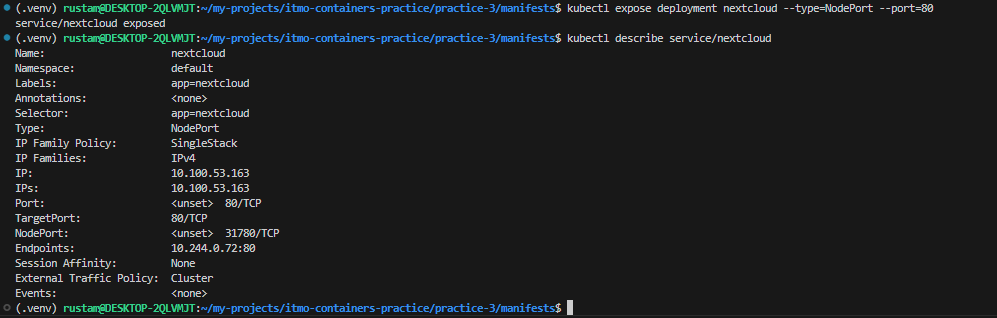 (.venv) rustam@DESKTOP-2QLVMJT:~/my-projects/itmo-containers-practice/practice-3/manifests$ kubectl expose deployment nextcloud --type=NodePort --port=80
service/nextcloud exposed
(.venv) rustam@DESKTOP-2QLVMJT:~/my-projects/itmo-containers-practice/practice-3/manifests$ kubectl describe service/nextcloud
Name: nextcloud
Namespace: default
Labels: app=nextcloud
Annotations: <none>
Selector: app=nextcloud
Type: NodePort
IP Family Policy: SingleStack
IP Families: IPv4
IP: 10.100.53.163
IPs: 10.100.53.163
Port: <unset> 80/TCP
TargetPort: 80/TCP
NodePort: <unset> 31780/TCP
Endpoints: 10.244.0.72:80
Session Affinity: None
External Traffic Policy: Cluster
Events: <none>
(.venv) rustam@DESKTOP-2QLVMJT:~/my-projects/itmo-containers-practice/practice-3/manifests$